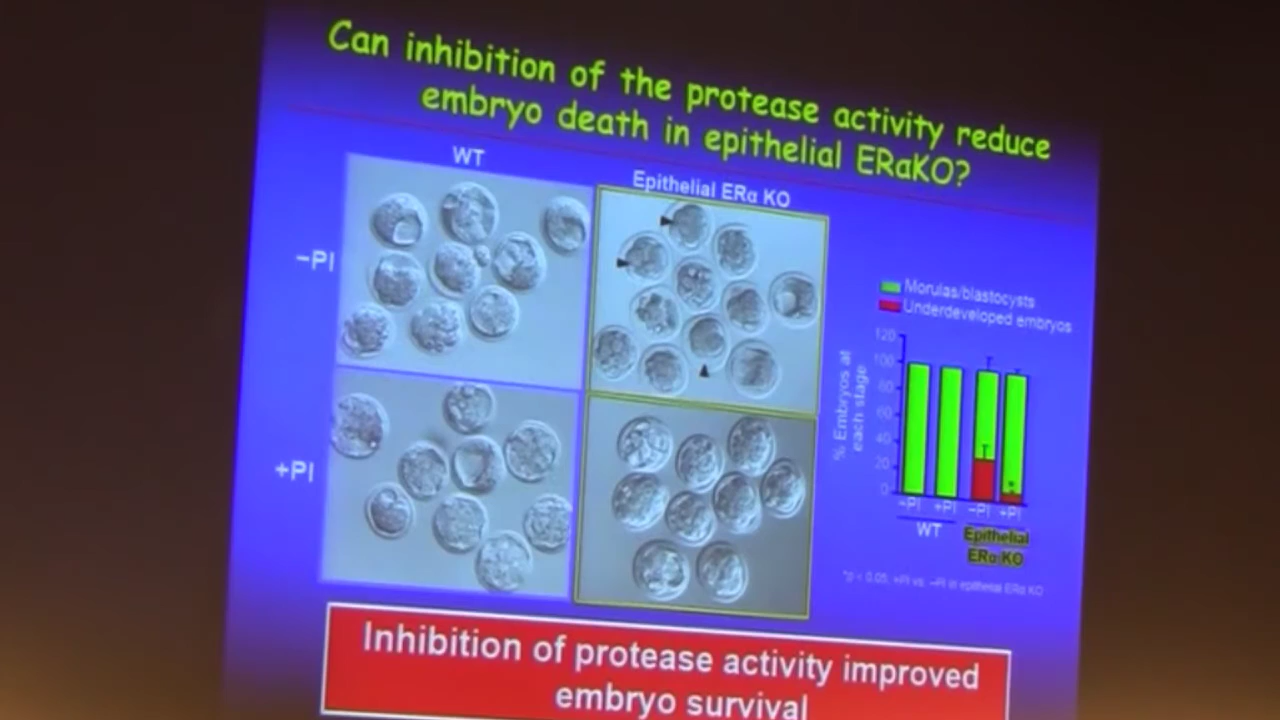 Can inhibition of the protease activity reduce
embryo death in epithelial ERaKO?
WT
Epithelial ERα KO
−PI
+PI
Morulas/blastocysts
Underdeveloped embryos
% Embryos at
each stage
120
100
80
60
40
20
0
−PI +PI −PI +PI
WT
Epithelial
ERα KO
*p < 0.05, +PI vs. −PI in epithelial ERα KO
Inhibition of protease activity improved
embryo survival